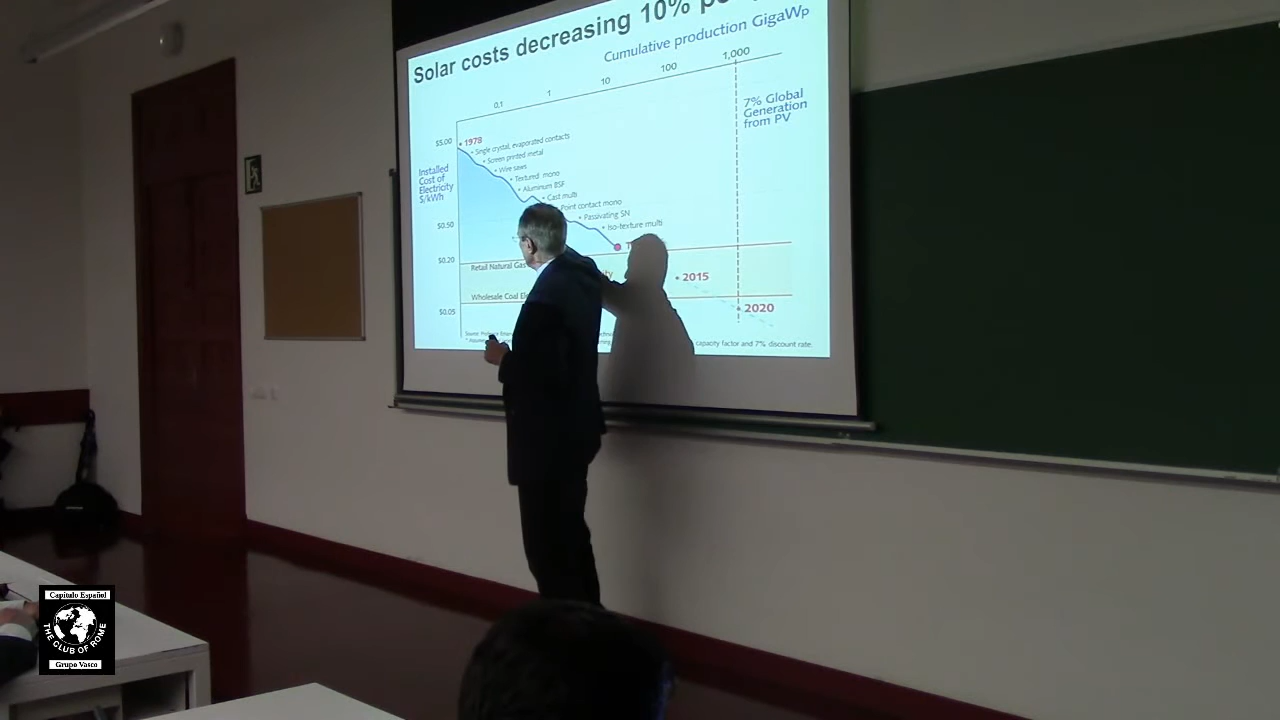 Solar costs decreasing 10%
Cumulative production GigaWp
0,1 1 10 100 1,000
7% Global
Generation
from PV
$5.00
1978
Single crystal, evaporated contacts
Screen printed metal
Wire saws
Textured mono
Aluminum BSF
Cast multi
Point contact mono
Passivating SN
Iso-texture multi
Installed
Cost of
Electricity
$/kWh
$0.50
$0.20
Retail Natural Gas
2015
Wholesale Coal
2020
$0.05
capacity factor and 7% discount rate.
Capitulo Español
THE CLUB OF ROME
Grupo Vasco